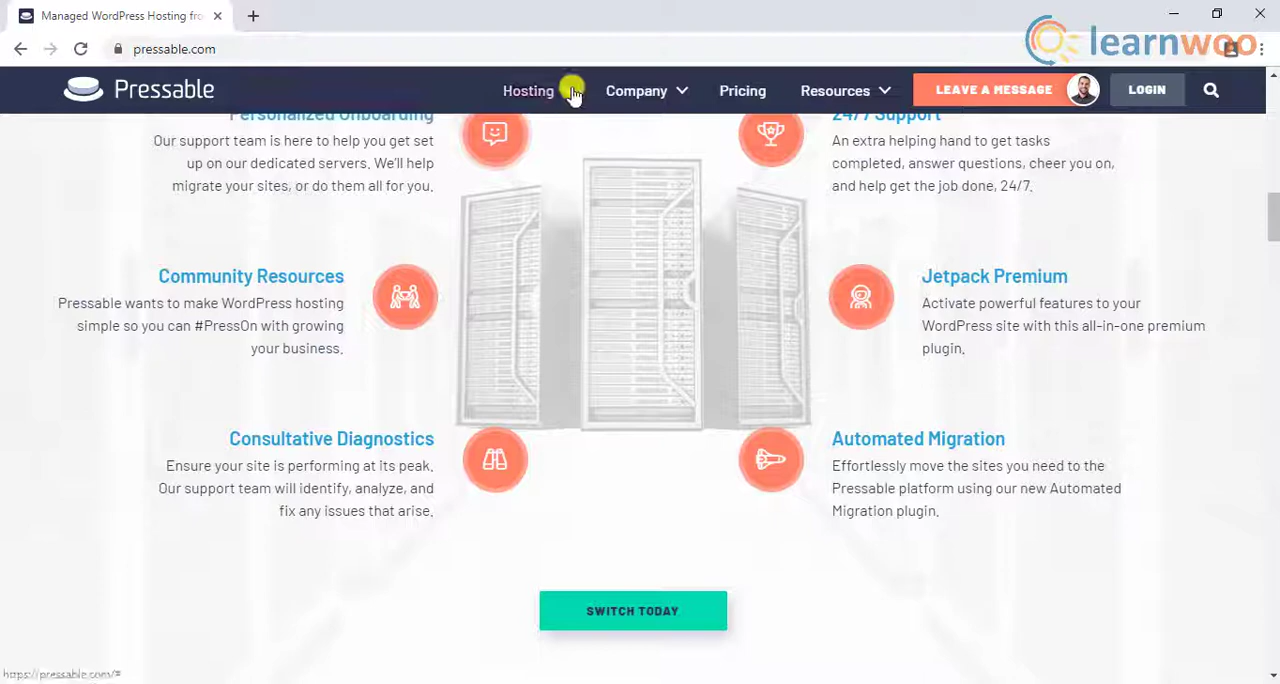 Managed WordPress Hosting fro
learnwoo
pressable.com
Pressable
Hosting
Company
Pricing
Resources
LEAVE A MESSAGE
LOGIN
Personalized Onboarding
Our support team is here to help you get set
up on our dedicated servers. We'll help
migrate your sites, or do them all for you.
24/7 Support
An extra helping hand to get tasks
completed, answer questions, cheer you on,
and help get the job done, 24/7.
Community Resources
Pressable wants to make WordPress hosting
simple so you can #PressOn with growing
your business.
Jetpack Premium
Activate powerful features to your
WordPress site with this all-in-one premium
plugin.
Consultative Diagnostics
Ensure your site is performing at its peak.
Our support team will identify, analyze, and
fix any issues that arise.
Automated Migration
Effortlessly move the sites you need to the
Pressable platform using our new Automated
Migration plugin.
SWITCH TODAY
https://pressable.com/#